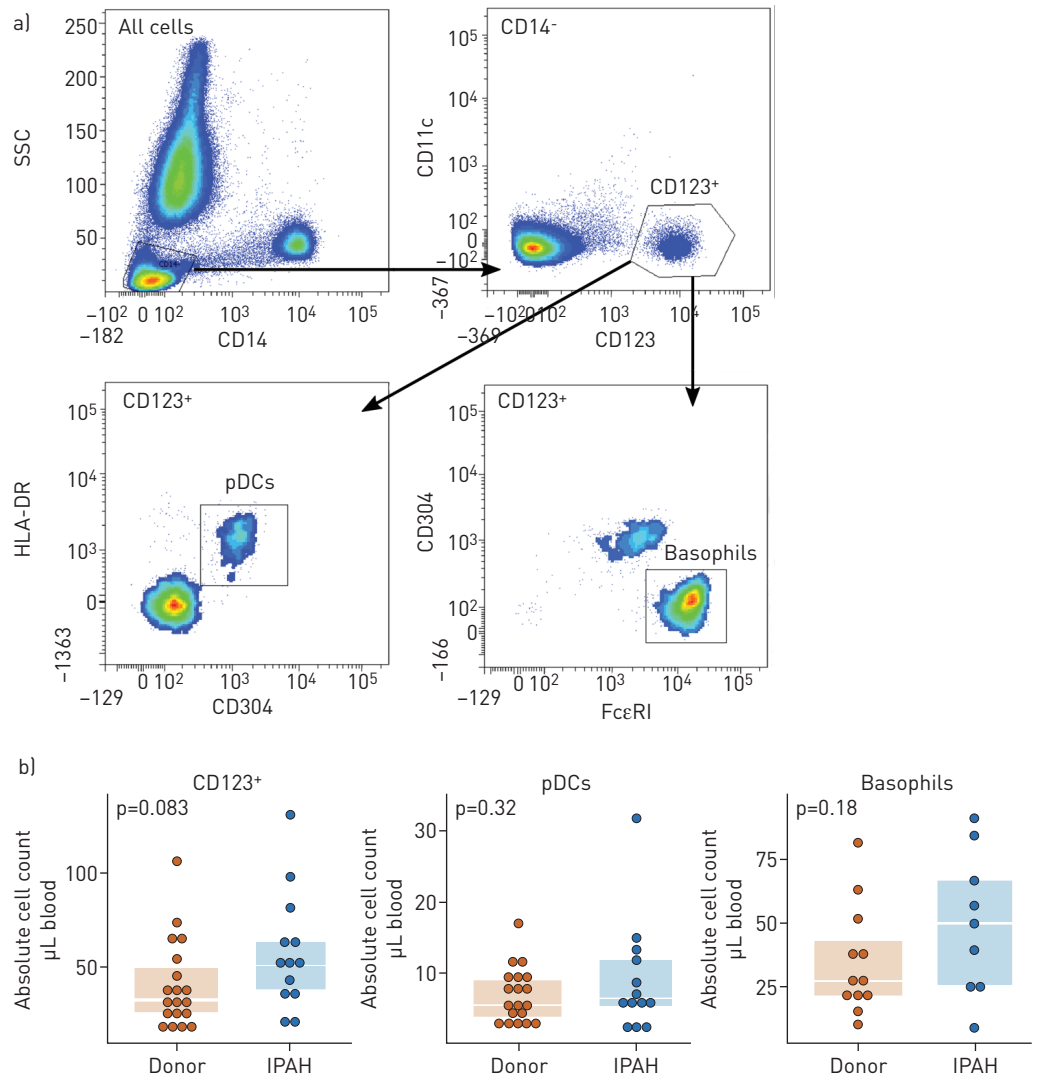 a)
All cells
250
200
150
100
50
SSC
−10² 0 10² 10³ 10⁴ 10⁵
−182
CD14
CD14-
CD14⁻
10⁵
10⁴
10³
10²
0
−10²
−367
CD11c
CD123⁺
−10² 0 10² 10³ 10⁴ 10⁵
−369
CD123
CD123⁺
10⁵
10⁴
10³
0
−1363
HLA-DR
pDCs
0 10² 10³ 10⁴ 10⁵
−129
CD304
CD123⁺
10⁵
10⁴
10³
10²
0
−166
CD304
Basophils
0 10² 10³ 10⁴ 10⁵
−129
FcεRI
b)
CD123⁺
p=0.083
100
50
Absolute cell count
µL blood
Donor IPAH
pDCs
p=0.32
30
20
10
Absolute cell count
µL blood
Donor IPAH
Basophils
p=0.18
75
50
25
Absolute cell count
µL blood
Donor IPAH